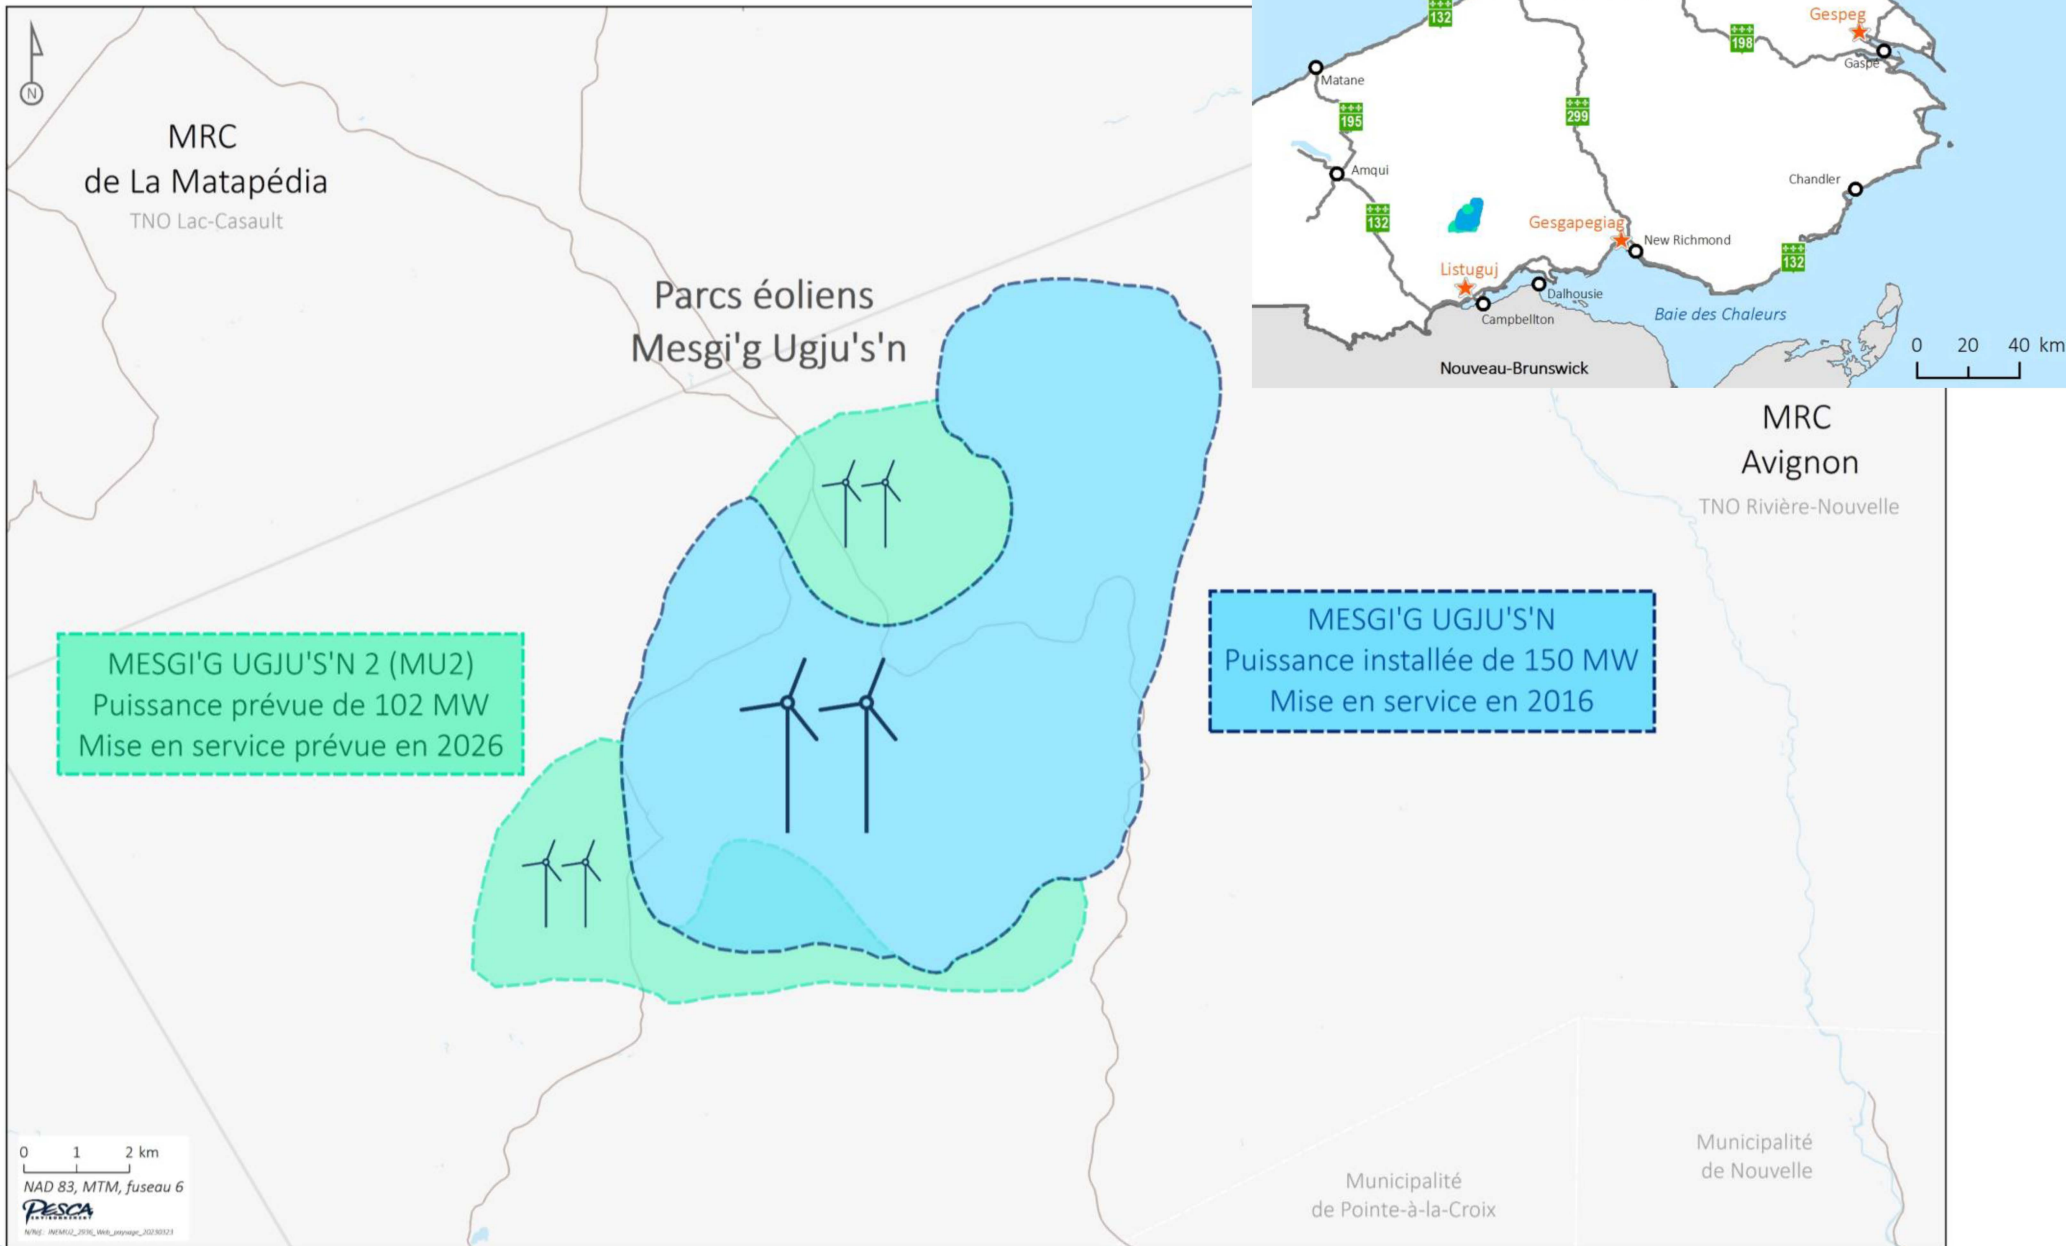 N
MRC
de La Matapédia
TNO Lac-Casault
Parcs éoliens
Mesgi'g Ugju's'n
132
198
Gespeg
Gaspé
Matane
195
299
Amqui
132
Chandler
Gesgapegiag
New Richmond
132
Listuguj
Dalhousie
Campbellton
Baie des Chaleurs
Nouveau-Brunswick
0 20 40 km
MRC
Avignon
TNO Rivière-Nouvelle
MESGI'G UGJU'S'N 2 (MU2)
Puissance prévue de 102 MW
Mise en service prévue en 2026
MESGI'G UGJU'S'N
Puissance installée de 150 MW
Mise en service en 2016
Municipalité
de Pointe-à-la-Croix
Municipalité
de Nouvelle
0 1 2 km
NAD 83, MTM, fuseau 6
PESCA
ENVIRONNEMENT